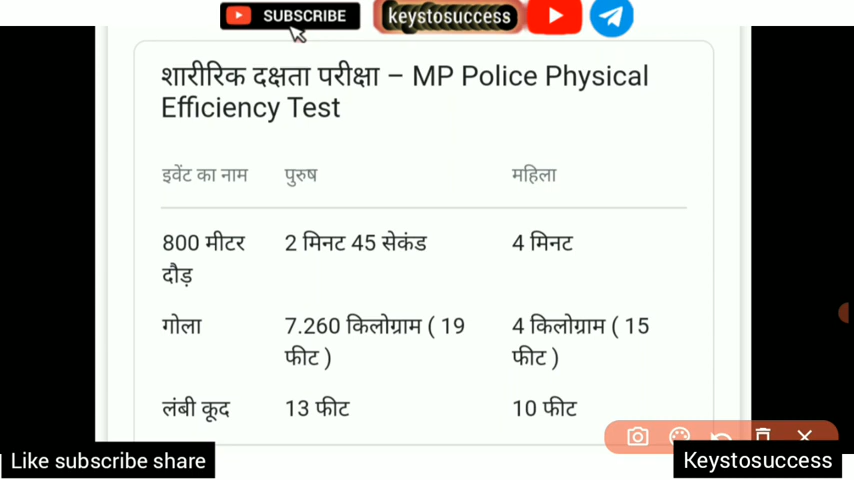 SUBSCRIBE
keystosuccess
शारीरिक दक्षता परीक्षा – MP Police Physical
Efficiency Test
इवेंट का नाम पुरुष महिला
800 मीटर 2 मिनट 45 सेकंड 4 मिनट
दौड़
गोला 7.260 किलोग्राम ( 19 4 किलोग्राम ( 15
फीट ) फीट )
लंबी कूद 13 फीट 10 फीट
Like subscribe share
Keystosuccess